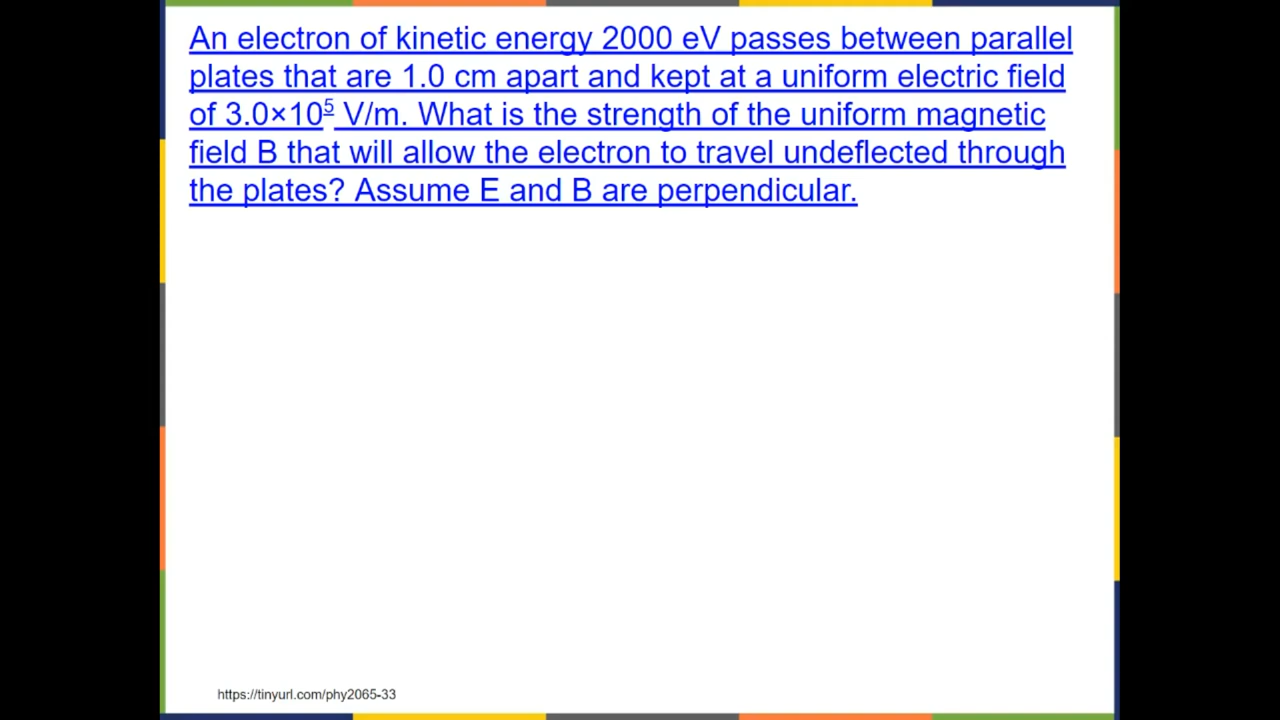 An electron of kinetic energy 2000 eV passes between parallel
plates that are 1.0 cm apart and kept at a uniform electric field
of 3.0×10⁵ V/m. What is the strength of the uniform magnetic
field B that will allow the electron to travel undeflected through
the plates? Assume E and B are perpendicular.
https://tinyurl.com/phy2065-33